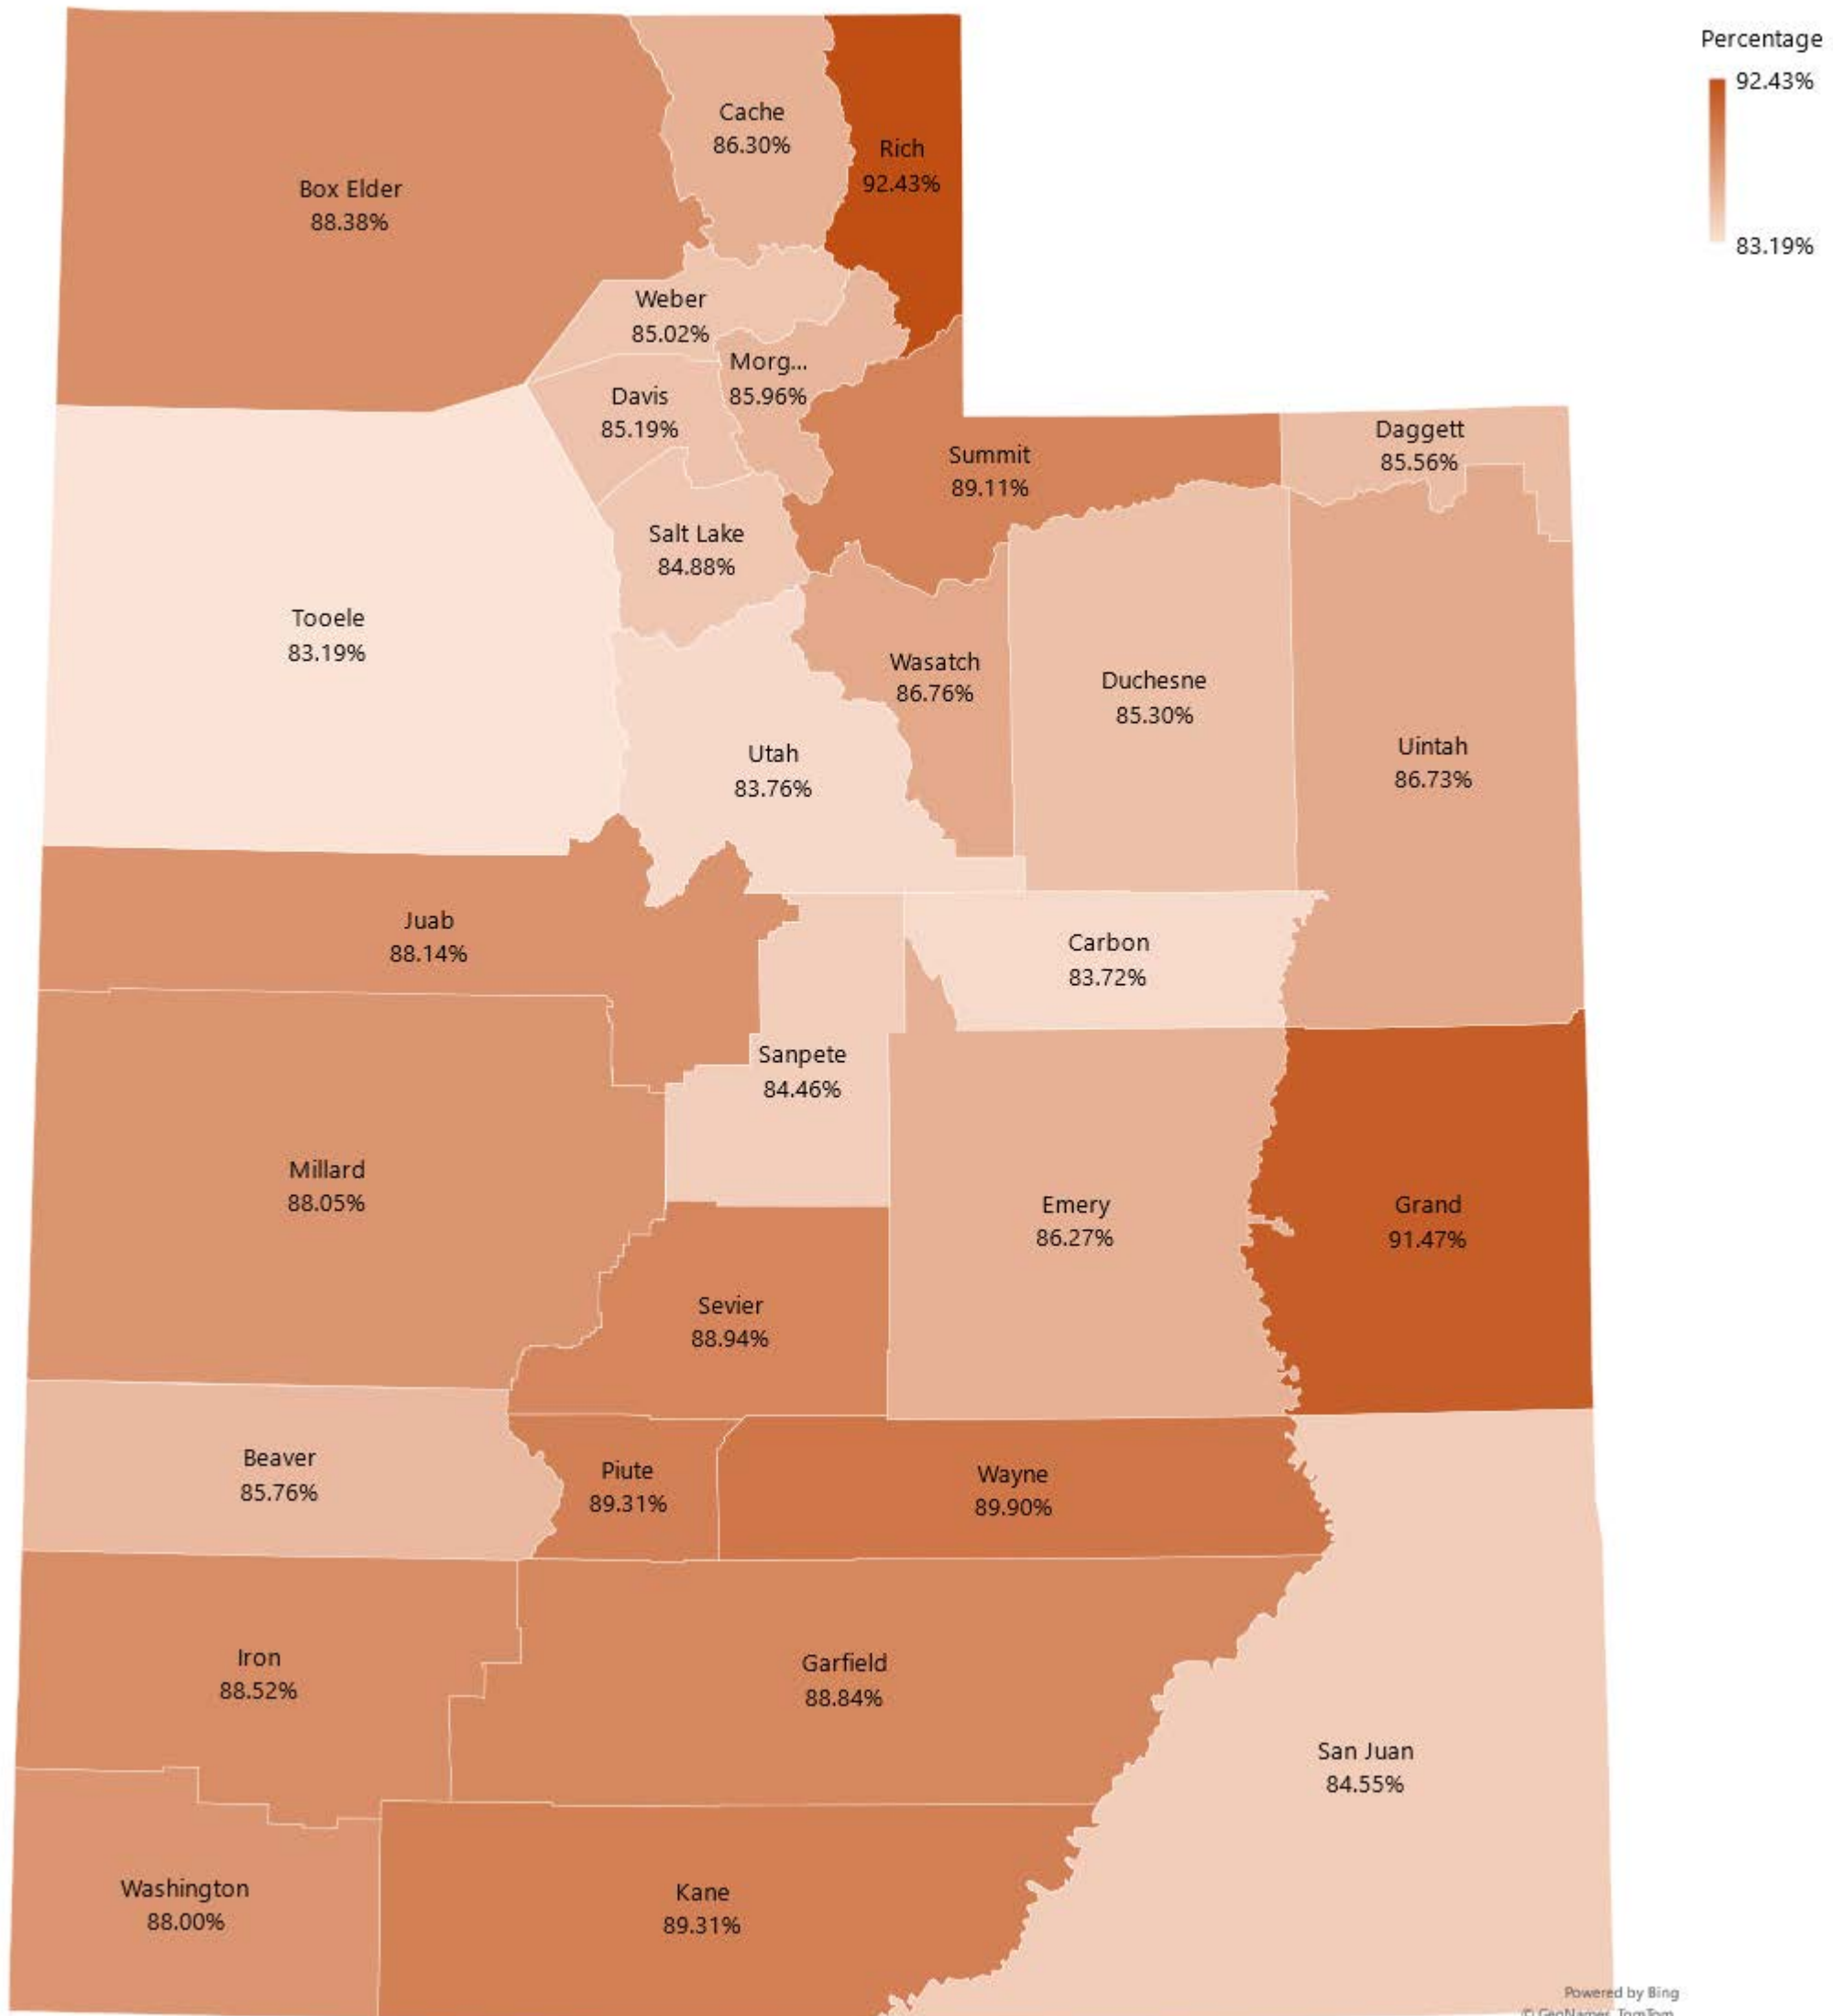 Percentage
92.43%
83.19%
Cache
86.30%
Rich
92.43%
Box Elder
88.38%
Weber
85.02%
Morg...
85.96%
Davis
85.19%
Summit
89.11%
Daggett
85.56%
Salt Lake
84.88%
Tooele
83.19%
Wasatch
86.76%
Duchesne
85.30%
Uintah
86.73%
Utah
83.76%
Juab
88.14%
Carbon
83.72%
Sanpete
84.46%
Millard
88.05%
Emery
86.27%
Grand
91.47%
Sevier
88.94%
Beaver
85.76%
Piute
89.31%
Wayne
89.90%
Iron
88.52%
Garfield
88.84%
San Juan
84.55%
Washington
88.00%
Kane
89.31%
Powered by Bing
© GeoNames, TomTom